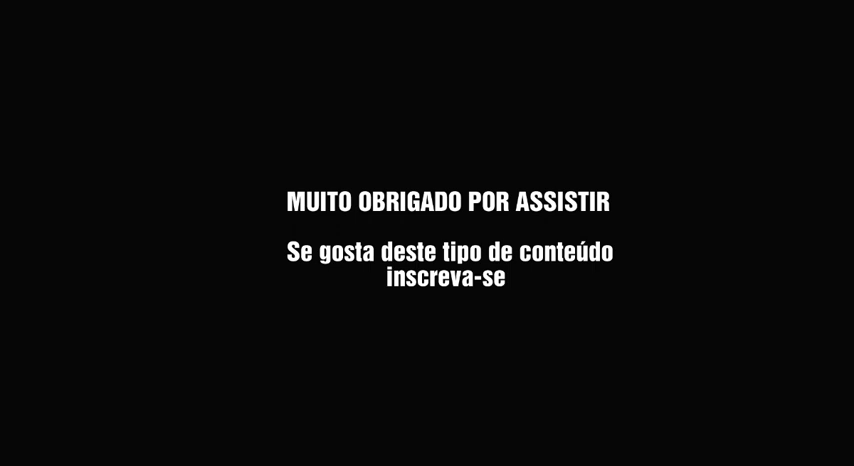 MUITO OBRIGADO POR ASSISTIR
Se gosta deste tipo de conteúdo
inscreva-se